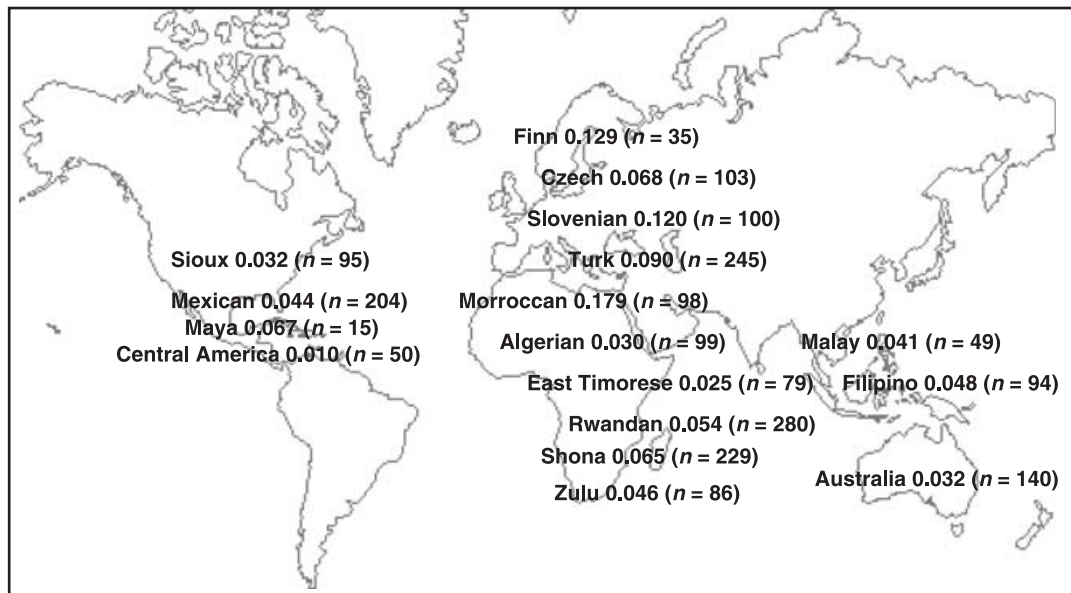 Finn 0.129 (n = 35)
Czech 0.068 (n = 103)
Slovenian 0.120 (n = 100)
Sioux 0.032 (n = 95)
Turk 0.090 (n = 245)
Mexican 0.044 (n = 204)
Morroccan 0.179 (n = 98)
Maya 0.067 (n = 15)
Central America 0.010 (n = 50)
Algerian 0.030 (n = 99)
Malay 0.041 (n = 49)
East Timorese 0.025 (n = 79)
Filipino 0.048 (n = 94)
Rwandan 0.054 (n = 280)
Shona 0.065 (n = 229)
Australia 0.032 (n = 140)
Zulu 0.046 (n = 86)